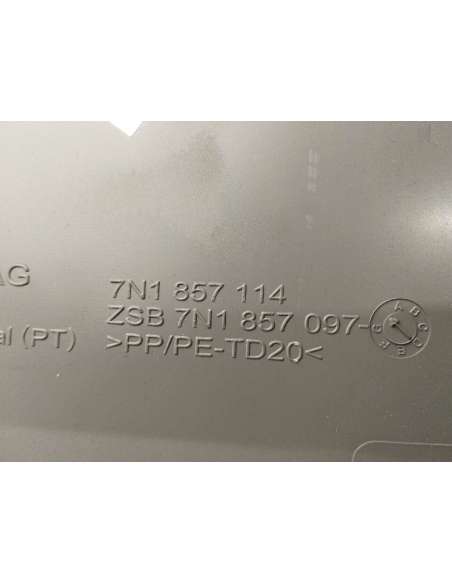 AG
7N1 857 114
ZSB 7N1 857 097-
al (PT)
>PP/PE-TD20<